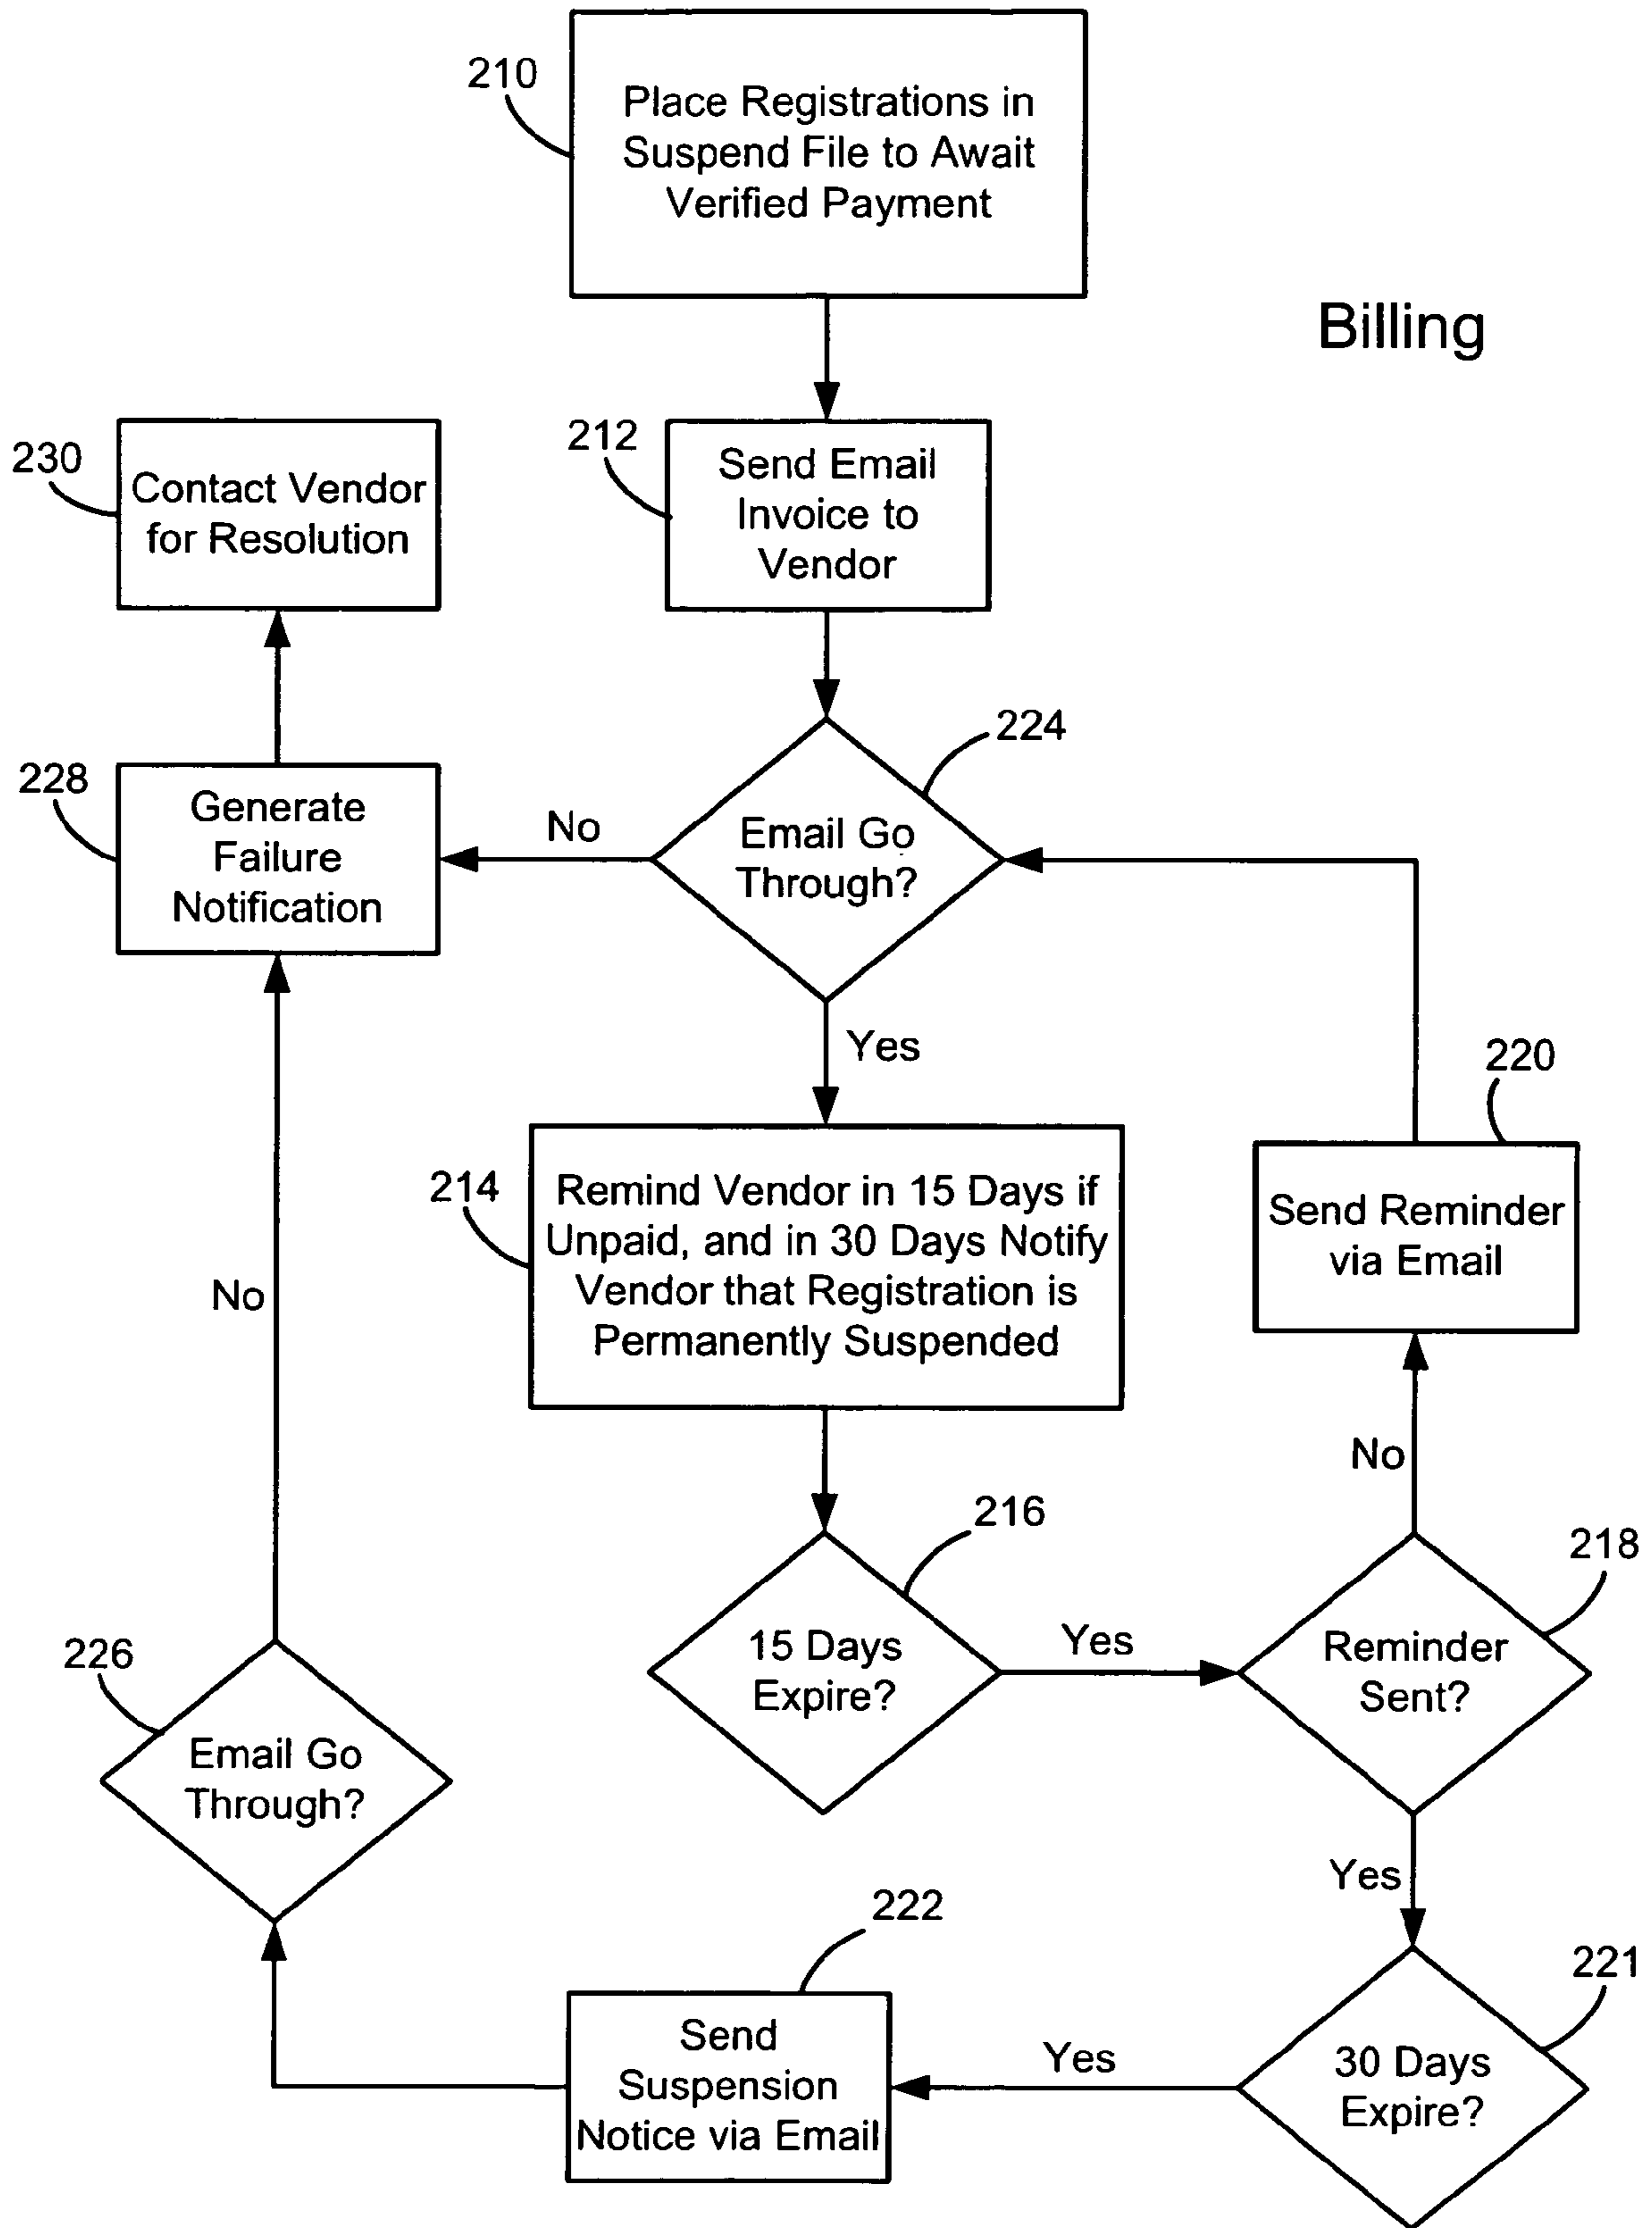 210
Place Registrations in
Suspend File to Await
Verified Payment
Billing
230
Contact Vendor
for Resolution
212
Send Email
Invoice to
Vendor
224
228
Generate
Failure
Notification
No
Email Go
Through?
Yes
220
214
Remind Vendor in 15 Days if
Unpaid, and in 30 Days Notify
Vendor that Registration is
Permanently Suspended
Send Reminder
via Email
No
No
216
218
15 Days
Expire?
Yes
Reminder
Sent?
226
Email Go
Through?
Yes
222
221
Send
Suspension
Notice via Email
Yes
30 Days
Expire?